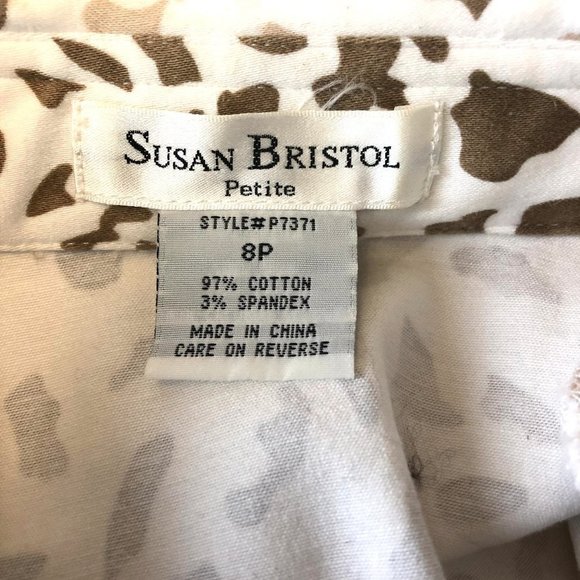 SUSAN BRISTOL
Petite
STYLE# P7371
8P
97% COTTON
3% SPANDEX
MADE IN CHINA
CARE ON REVERSE